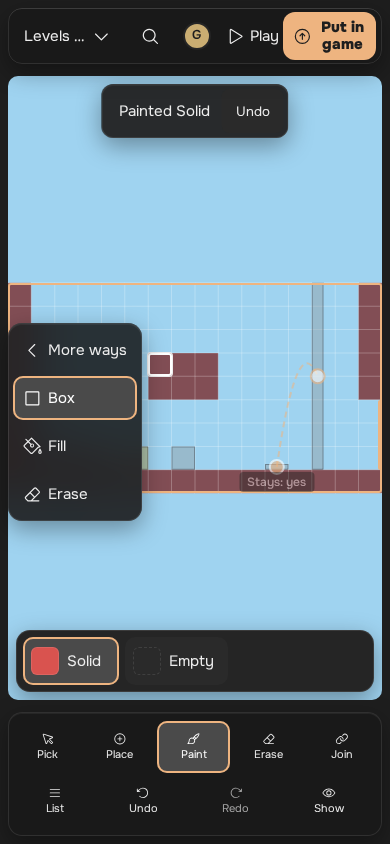 Levels ...
G
Play
Put in
game
Painted Solid
Undo
More ways
Box
Fill
Erase
Stays: yes
Solid
Empty
Pick
Place
Paint
Erase
Join
List
Undo
Redo
Show